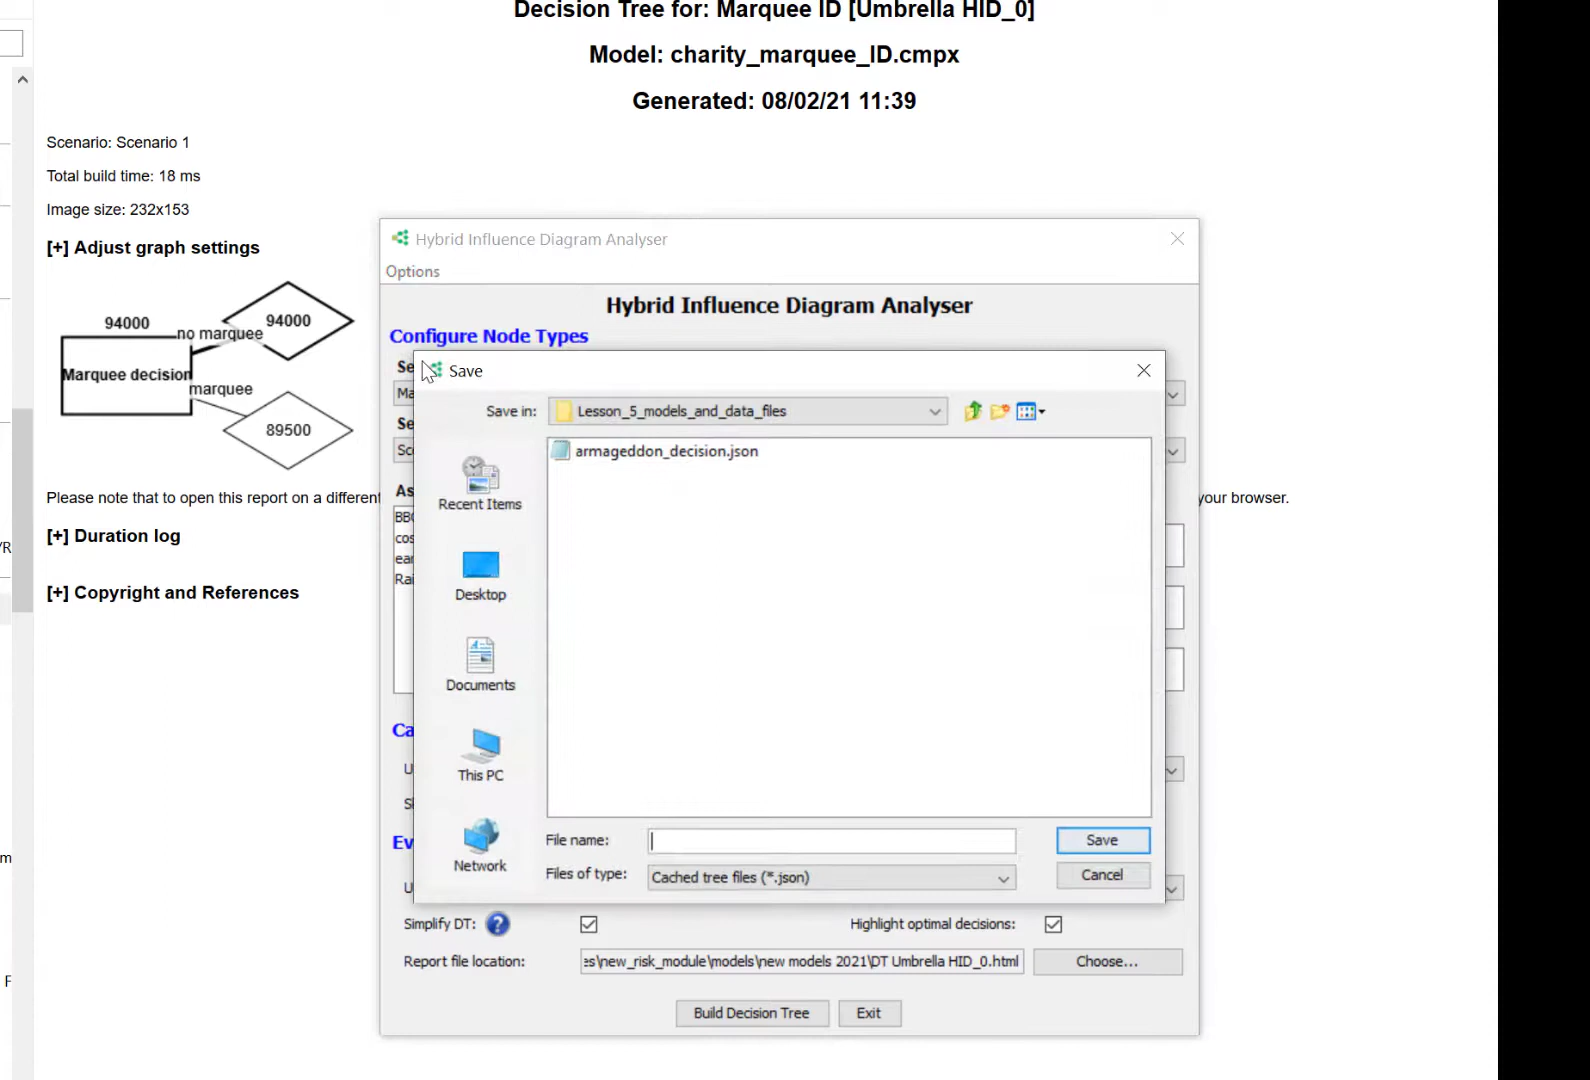 Decision Tree for: Marquee ID [Umbrella HID_0]
Model: charity_marquee_ID.cmpx
Generated: 08/02/21 11:39
Scenario: Scenario 1
Total build time: 18 ms
Image size: 232x153
[+] Adjust graph settings
94000
no marquee
94000
Marquee decision
marquee
89500
Please note that to open this report on a different
your browser.
[+] Duration log
[+] Copyright and References
Hybrid Influence Diagram Analyser
Options
Hybrid Influence Diagram Analyser
Configure Node Types
Save
Save in:
Lesson_5_models_and_data_files
armageddon_decision.json
Recent Items
Desktop
Documents
This PC
Network
File name:
Save
Files of type:
Cached tree files (*.json)
Cancel
Simplify DT:
?
Highlight optimal decisions:
Report file location:
es\new_risk_module\models\new models 2021\DT Umbrella HID_0.html
Choose...
Build Decision Tree
Exit